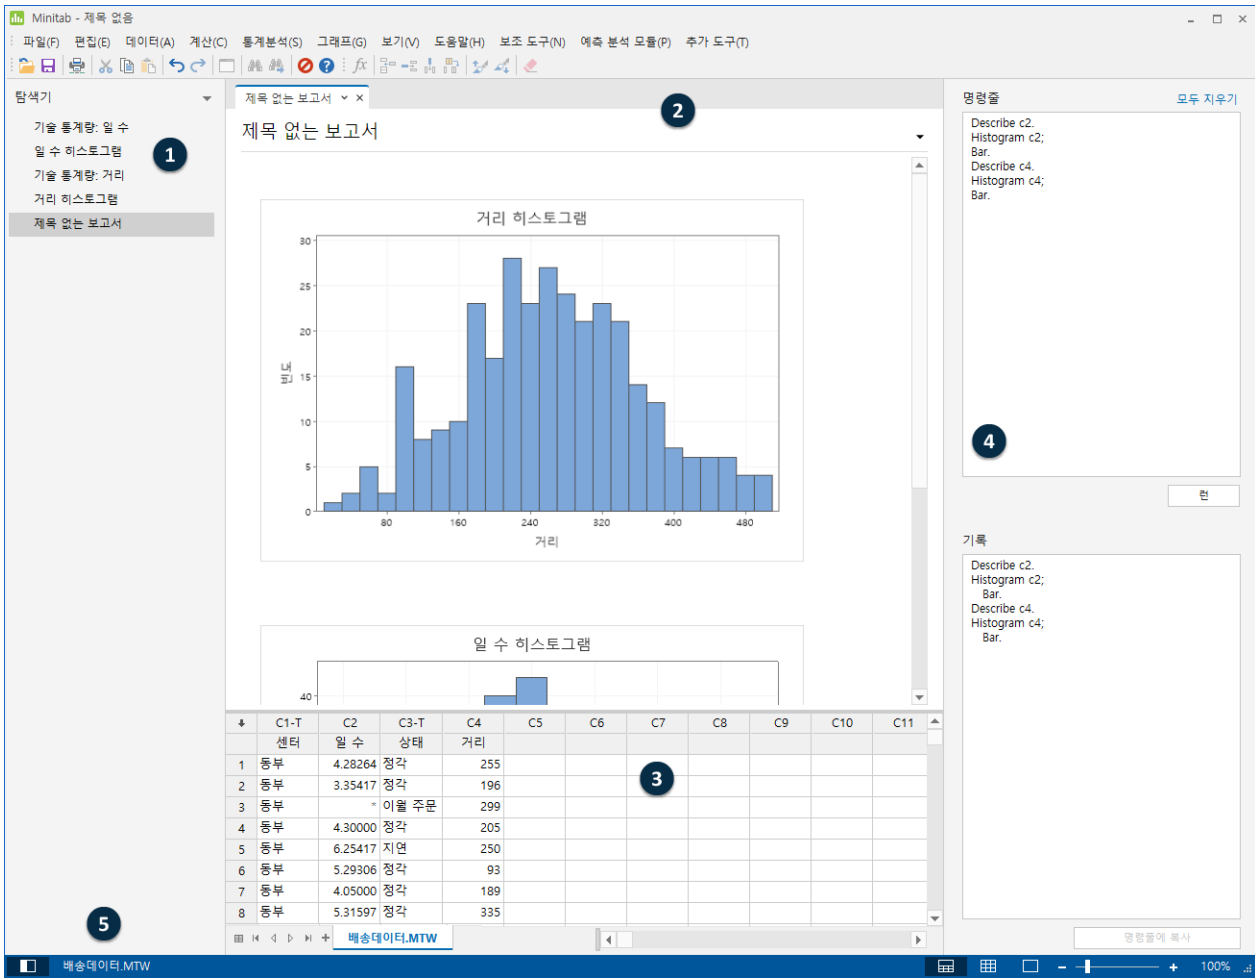 Minitab - 제목 없음
파일(F) 편집(E) 데이터(A) 계산(C) 통계분석(S) 그래프(G) 보기(V) 도움말(H) 보조 도구(N) 예측 분석 모듈(P) 추가 도구(T)
fx
탐색기
기술 통계량: 일 수
일 수 히스토그램
1
기술 통계량: 거리
거리 히스토그램
제목 없는 보고서
제목 없는 보고서
2
제목 없는 보고서
거리 히스토그램
30
25
20
15
10
5
0
빈도
80 160 240 320 400 480
거리
일 수 히스토그램
40
C1-T C2 C3-T C4 C5 C6 C7 C8 C9 C10 C11
센터 일 수 상태 거리
1 동부 4.28264 정각 255
2 동부 3.35417 정각 196
3 동부 * 이월 주문 299
4 동부 4.30000 정각 205
5 동부 6.25417 지연 250
6 동부 5.29306 정각 93
7 동부 4.05000 정각 189
8 동부 5.31597 정각 335
3
배송데이터.MTW
명령줄 모두 지우기
Describe c2.
Histogram c2;
Bar.
Describe c4.
Histogram c4;
Bar.
4
런
기록
Describe c2.
Histogram c2;
Bar.
Describe c4.
Histogram c4;
Bar.
명령줄에 복사
5
배송데이터.MTW
100%